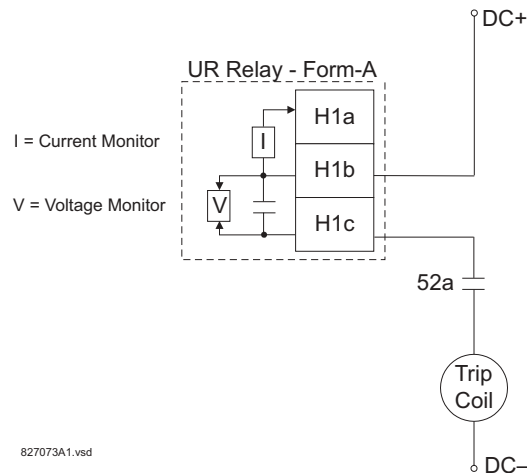 DC+
UR Relay - Form-A
H1a
I = Current Monitor
I
H1b
V = Voltage Monitor
V
H1c
52a
Trip
Coil
827073A1.vsd
DC–